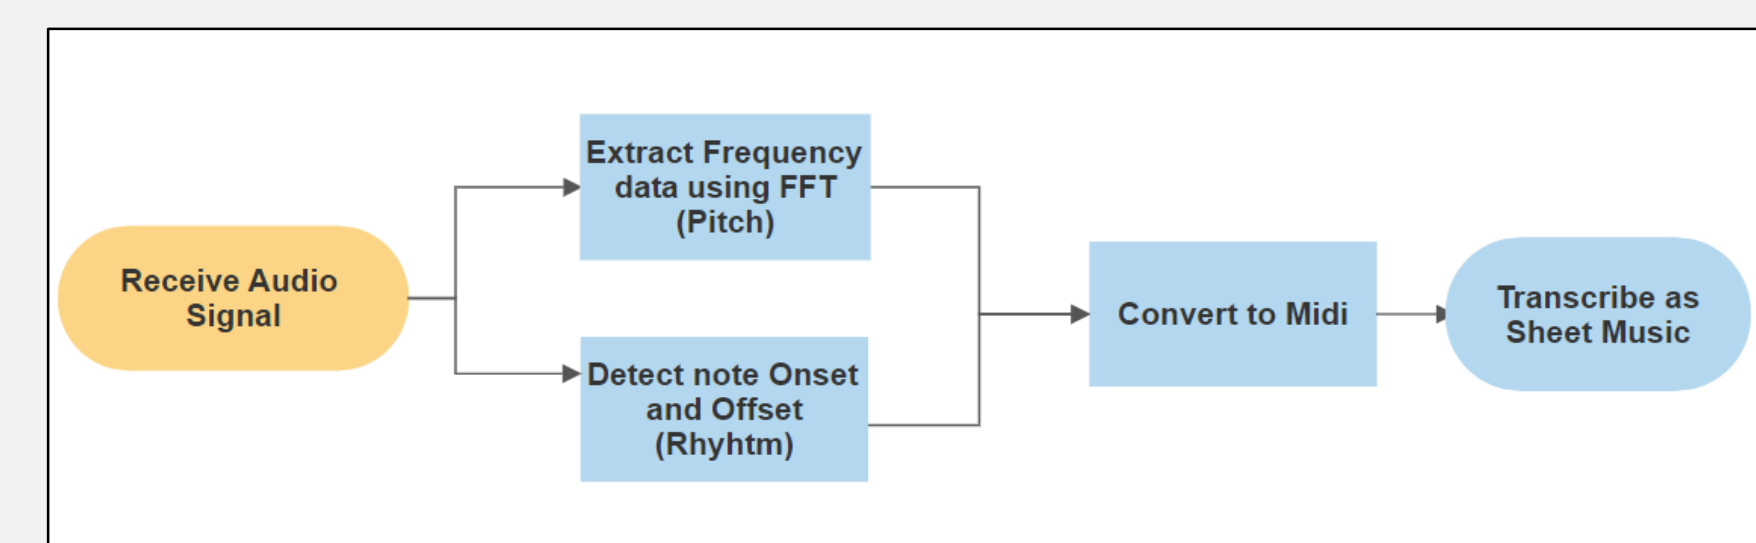 Receive Audio
Signal
Extract Frequency
data using FFT
(Pitch)
Detect note Onset
and Offset
(Rhyhtm)
Convert to Midi
Transcribe as
Sheet Music